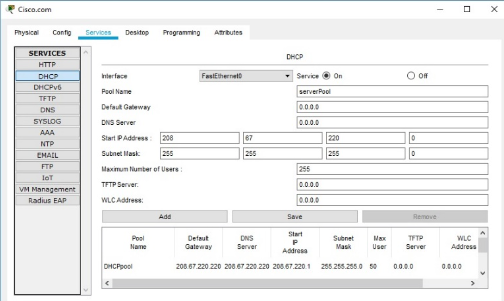 Cisco.com
Physical Config Services Desktop Programming Attributes
SERVICES
HTTP
DHCP
DHCPv6
TFTP
DNS
SYSLOG
AAA
NTP
EMAIL
FTP
IoT
VM Management
Radius EAP
DHCP
Interface FastEthernet0 Service On Off
Pool Name serverPool
Default Gateway 0.0.0.0
DNS Server 0.0.0.0
Start IP Address : 208 67 220 0
Subnet Mask: 255 255 255 0
Maximum Number of Users : 255
TFTP Server: 0.0.0.0
WLC Address: 0.0.0.0
Add Save Remove
Pool Name Default Gateway DNS Server Start IP Address Subnet Mask Max User TFTP Server WLC Address
DHCPpool 208.67.220.220 208.67.220.220 208.67.220.1 255.255.255.0 50 0.0.0.0 0.0.0.0